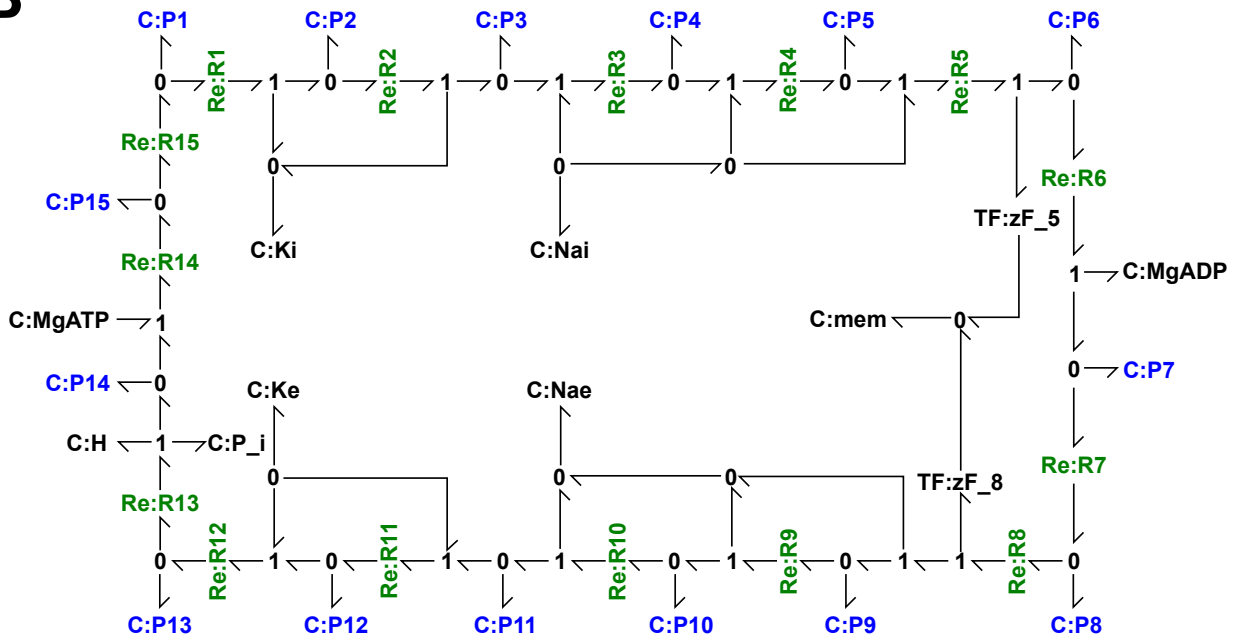 C:P1 C:P2 C:P3 C:P4 C:P5 C:P6
0 Re:R1 1 0 Re:R2 1 0 1 Re:R3 0 1 Re:R4 0 1 Re:R5 1 0
Re:R15
0 0 0
Re:R6
C:P15 0
TF:zF_5
C:Ki C:Nai
Re:R14
1 C:MgADP
C:MgATP 1 C:mem 0
0 C:P7
C:P14 0
C:Ke C:Nae
C:H 1 C:P_i
Re:R7
0 0 0 TF:zF_8
Re:R13
0 Re:R12 1 0 Re:R11 1 0 1 Re:R10 0 1 Re:R9 0 1 1 Re:R8 0
C:P13 C:P12 C:P11 C:P10 C:P9 C:P8